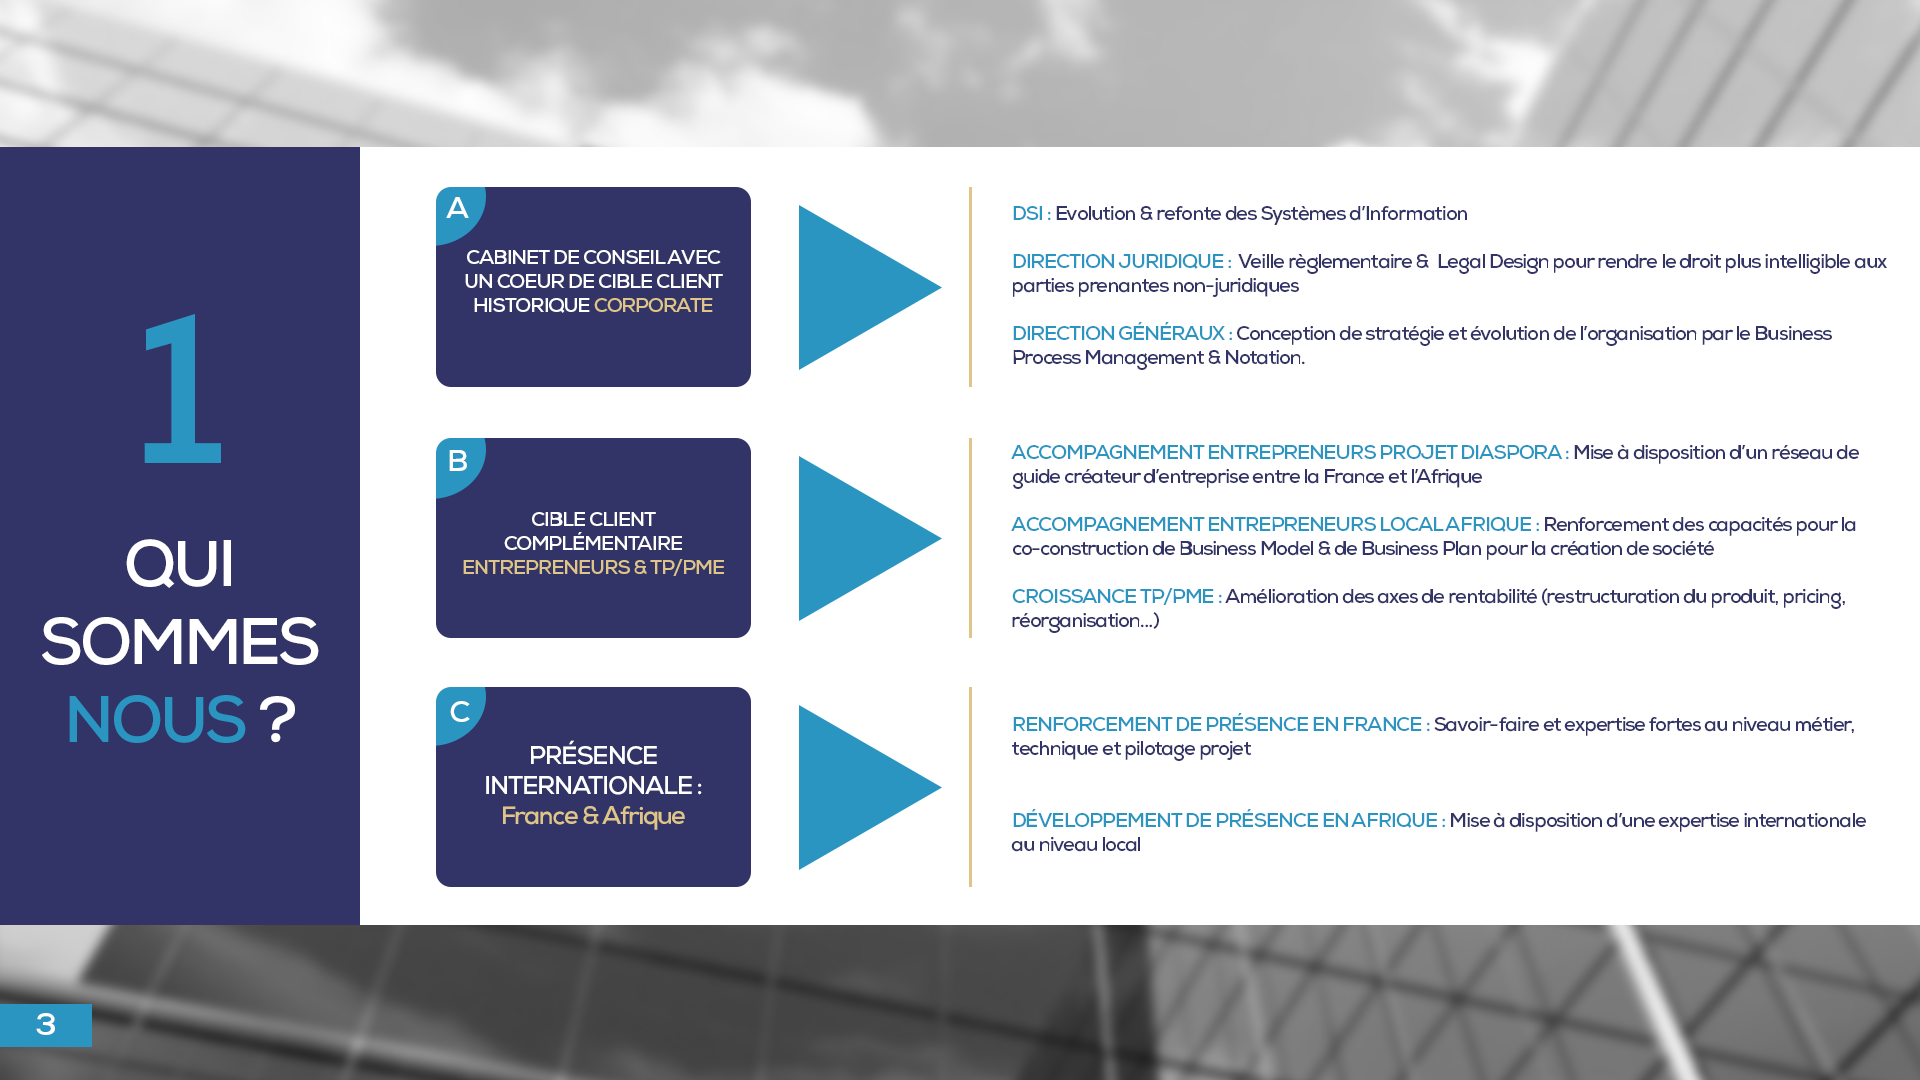 1
QUI
SOMMES
NOUS ?
A
CABINET DE CONSEIL AVEC
UN COEUR DE CIBLE CLIENT
HISTORIQUE CORPORATE
DSI : Evolution & refonte des Systèmes d’Information
DIRECTION JURIDIQUE : Veille règlementaire & Legal Design pour rendre le droit plus intelligible aux
parties prenantes non-juridiques
DIRECTION GÉNÉRAUX : Conception de stratégie et évolution de l’organisation par le Business
Process Management & Notation.
B
CIBLE CLIENT
COMPLÉMENTAIRE
ENTREPRENEURS & TP/PME
ACCOMPAGNEMENT ENTREPRENEURS PROJET DIASPORA : Mise à disposition d’un réseau de
guide créateur d’entreprise entre la France et l’Afrique
ACCOMPAGNEMENT ENTREPRENEURS LOCAL AFRIQUE : Renforcement des capacités pour la
co-construction de Business Model & de Business Plan pour la création de société
CROISSANCE TP/PME : Amélioration des axes de rentabilité (restructuration du produit, pricing,
réorganisation...)
C
PRÉSENCE
INTERNATIONALE :
France & Afrique
RENFORCEMENT DE PRÉSENCE EN FRANCE : Savoir-faire et expertise fortes au niveau métier,
technique et pilotage projet
DÉVELOPPEMENT DE PRÉSENCE EN AFRIQUE : Mise à disposition d’une expertise internationale
au niveau local
3